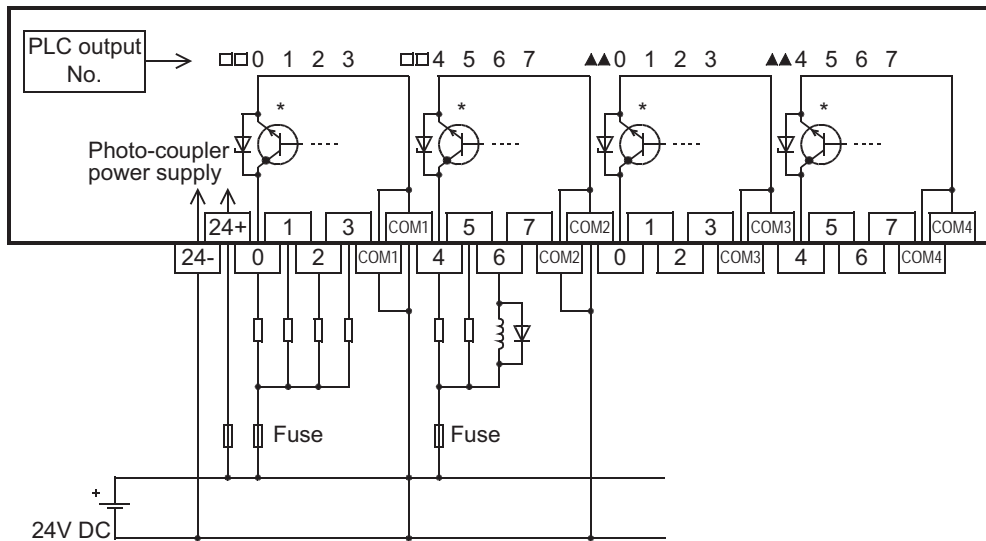 PLC output
No.
□□0 1 2 3 □□4 5 6 7 ▲▲0 1 2 3 ▲▲4 5 6 7
* * * *
Photo-coupler
power supply
24+ 1 3 COM1 5 7 COM2 1 3 COM3 5 7 COM4
24- 0 2 COM1 4 6 COM2 0 2 COM3 4 6 COM4
Fuse Fuse
+
24V DC